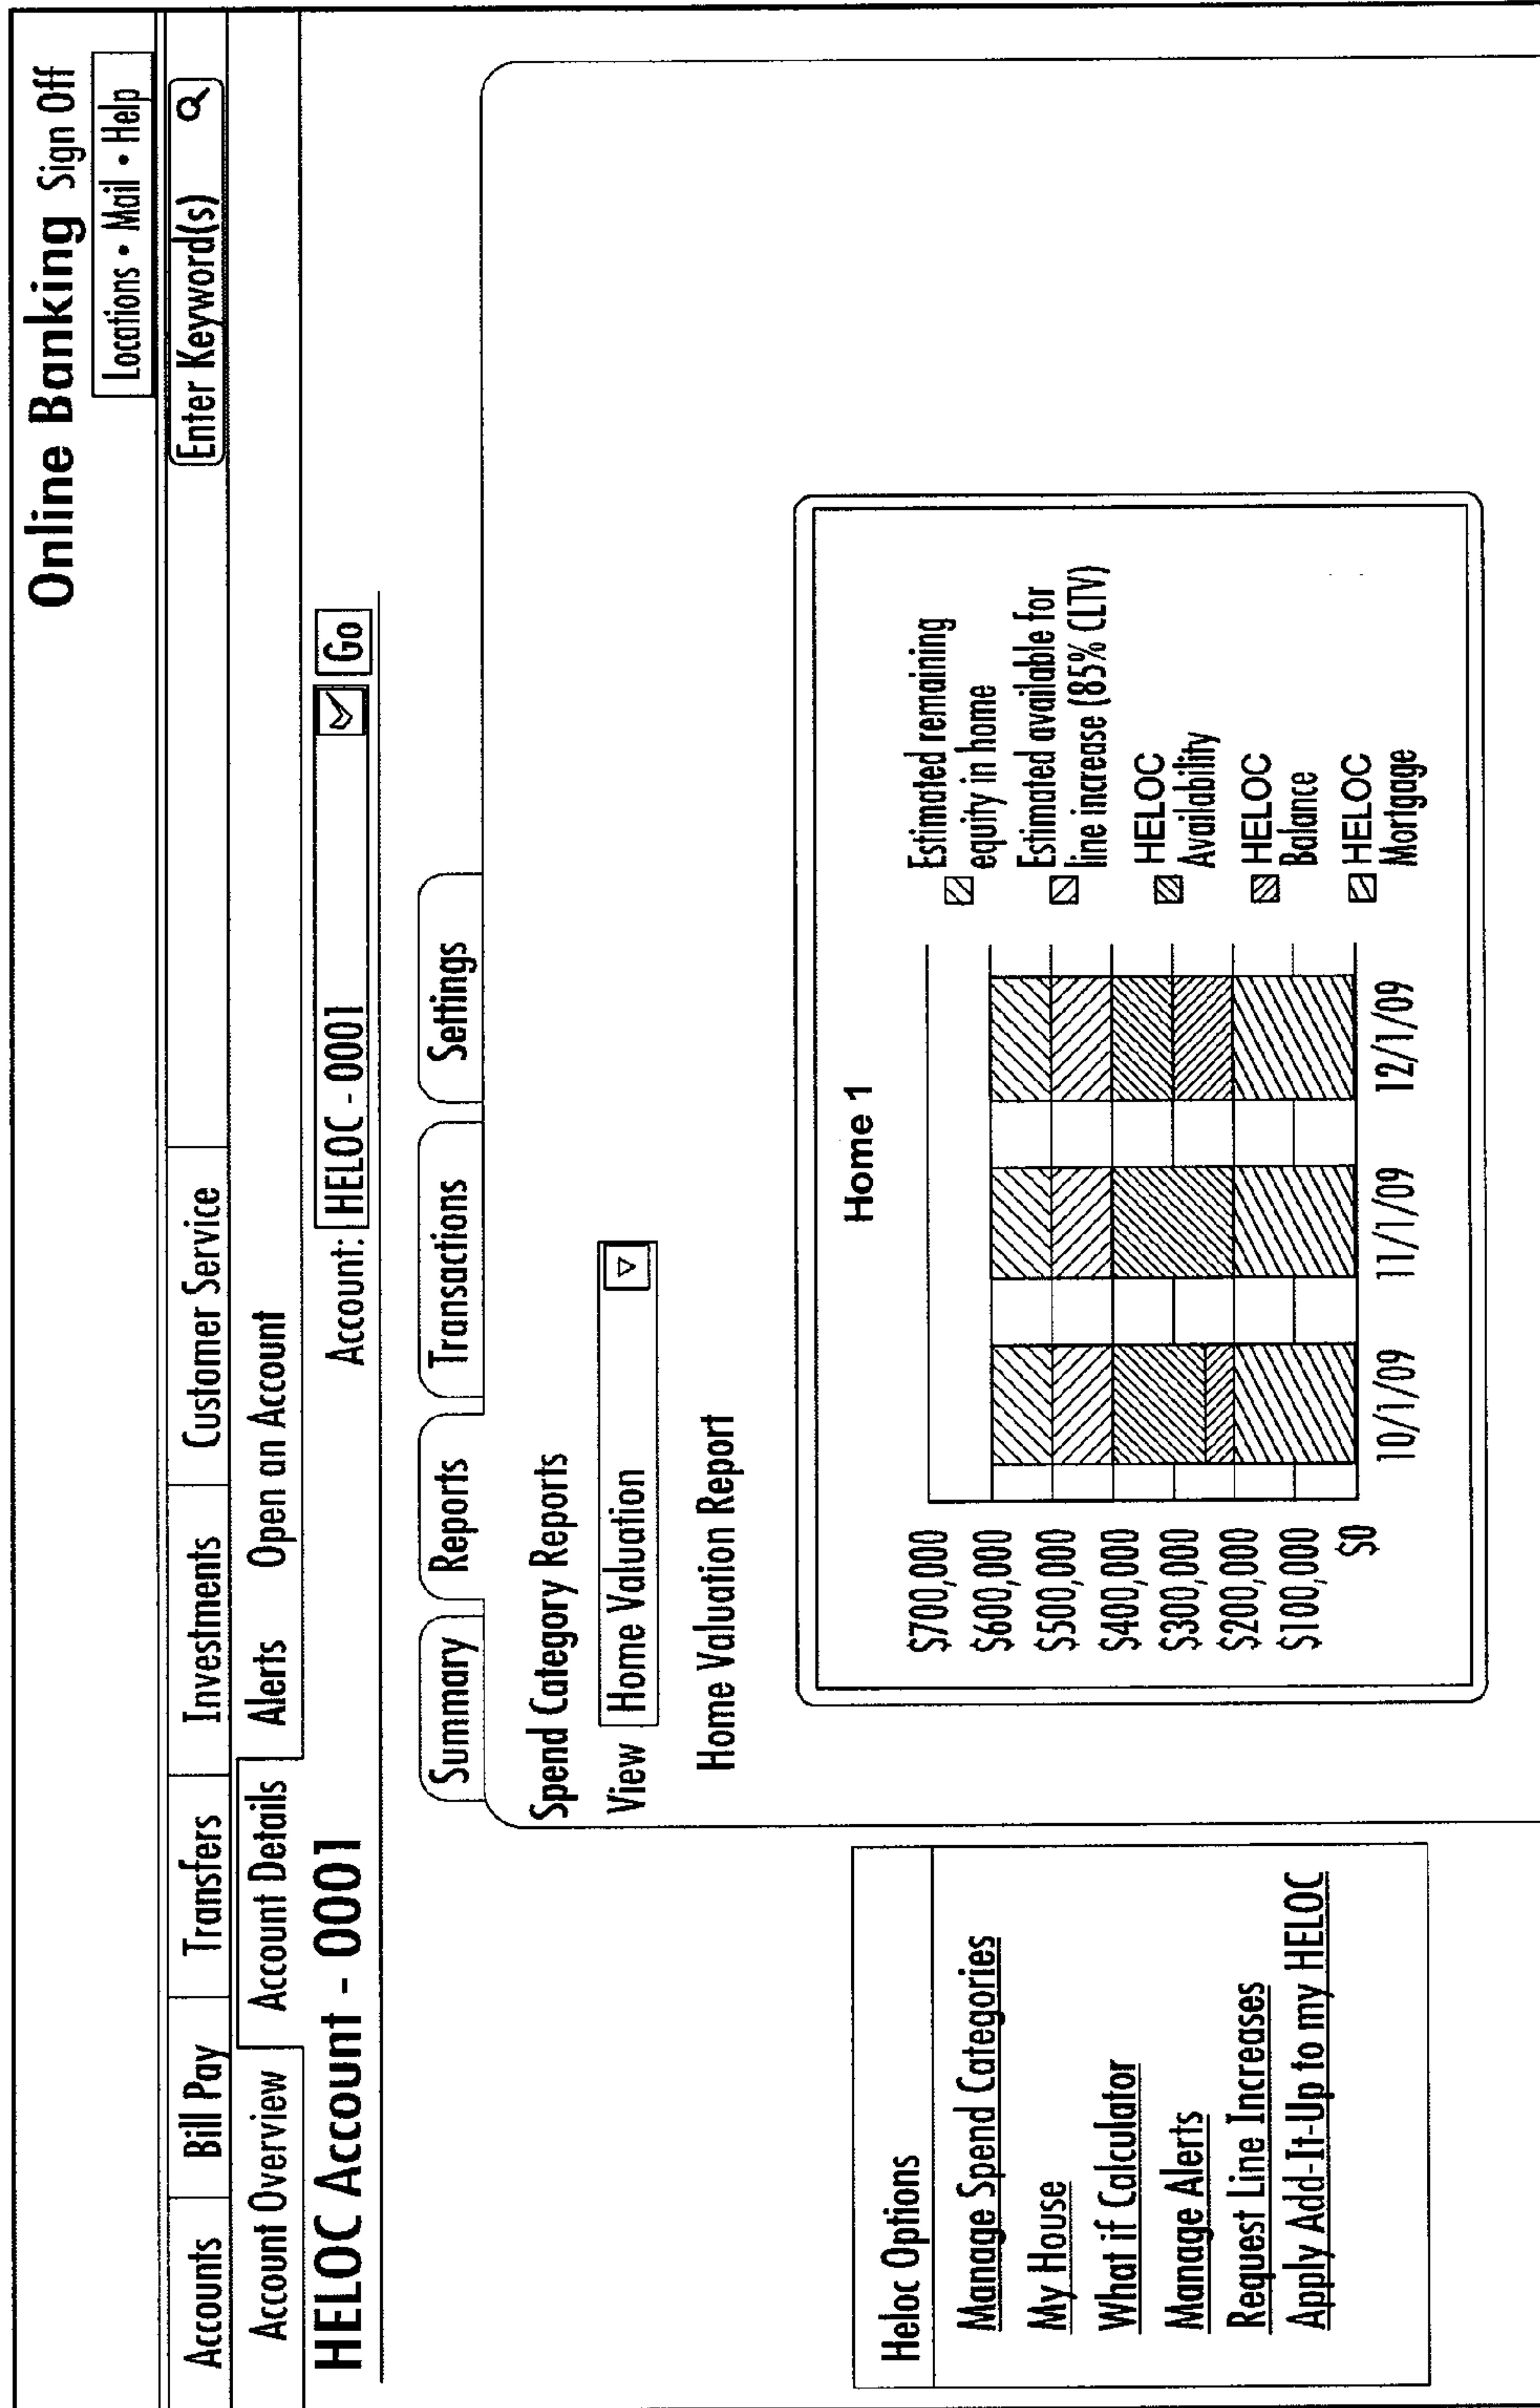 Online Banking Sign Off
Locations • Mail • Help
Accounts Bill Pay Transfers Investments Customer Service Enter Keyword(s)
Account Overview Account Details Alerts Open an Account
HELOC Account - 0001 Account: HELOC - 0001 Go
Summary Reports Transactions Settings
Spend Category Reports
View Home Valuation
Home Valuation Report
Heloc Options
Manage Spend Categories
My House
What if Calculator
Manage Alerts
Request Line Increases
Apply Add-It-Up to my HELOC
Home 1
$700,000
$600,000
$500,000
$400,000
$300,000
$200,000
$100,000
$0
10/1/09 11/1/09 12/1/09
Estimated remaining
equity in home
Estimated available for
line increase (85% CLTV)
HELOC
Availability
HELOC
Balance
HELOC
Mortgage